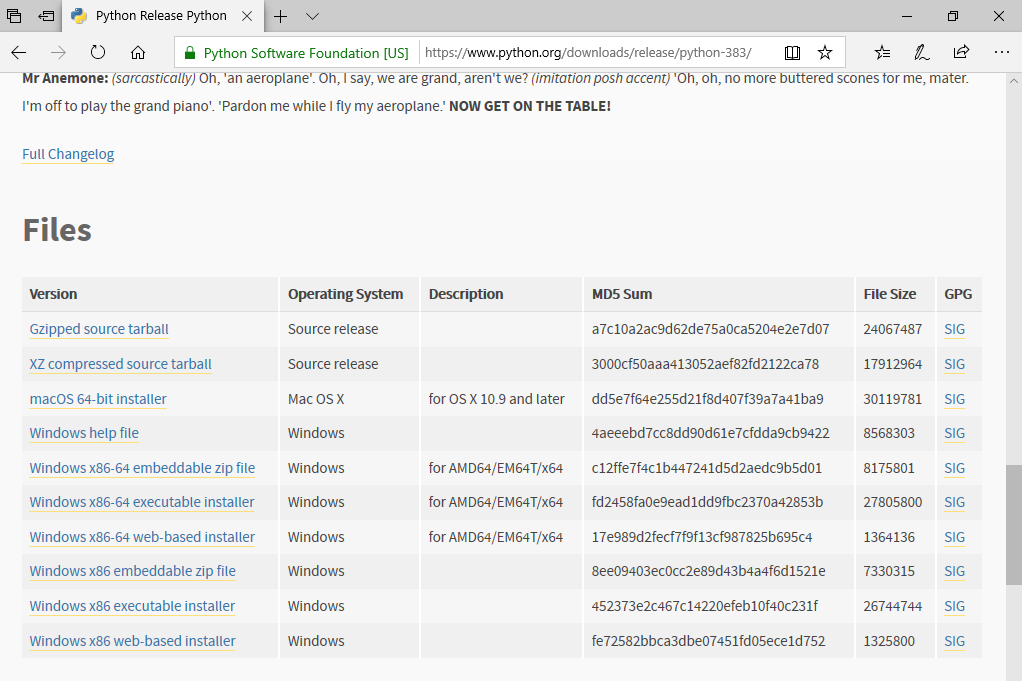 Python Release Python
Python Software Foundation [US] https://www.python.org/downloads/release/python-383/
Mr Anemone: (sarcastically) Oh, 'an aeroplane'. Oh, I say, we are grand, aren't we? (imitation posh accent) 'Oh, oh, no more buttered scones for me, mater.
I'm off to play the grand piano'. 'Pardon me while I fly my aeroplane.' NOW GET ON THE TABLE!
Full Changelog
Files
Version Operating System Description MD5 Sum File Size GPG
Gzipped source tarball Source release a7c10a2ac9d62de75a0ca5204e2e7d07 24067487 SIG
XZ compressed source tarball Source release 3000cf50aaa413052aef82fd2122ca78 17912964 SIG
macOS 64-bit installer Mac OS X for OS X 10.9 and later dd5e7f64e255d21f8d407f39a7a41ba9 30119781 SIG
Windows help file Windows 4aeeebd7cc8dd90d61e7cfdda9cb9422 8568303 SIG
Windows x86-64 embeddable zip file Windows for AMD64/EM64T/x64 c12ffe7f4c1b447241d5d2aedc9b5d01 8175801 SIG
Windows x86-64 executable installer Windows for AMD64/EM64T/x64 fd2458fa0e9ead1dd9fbc2370a42853b 27805800 SIG
Windows x86-64 web-based installer Windows for AMD64/EM64T/x64 17e989d2fecf7f9f13cf987825b695c4 1364136 SIG
Windows x86 embeddable zip file Windows 8ee09403ec0cc2e89d43b4a4f6d1521e 7330315 SIG
Windows x86 executable installer Windows 452373e2c467c14220efeb10f40c231f 26744744 SIG
Windows x86 web-based installer Windows fe72582bbca3dbe07451fd05ece1d752 1325800 SIG